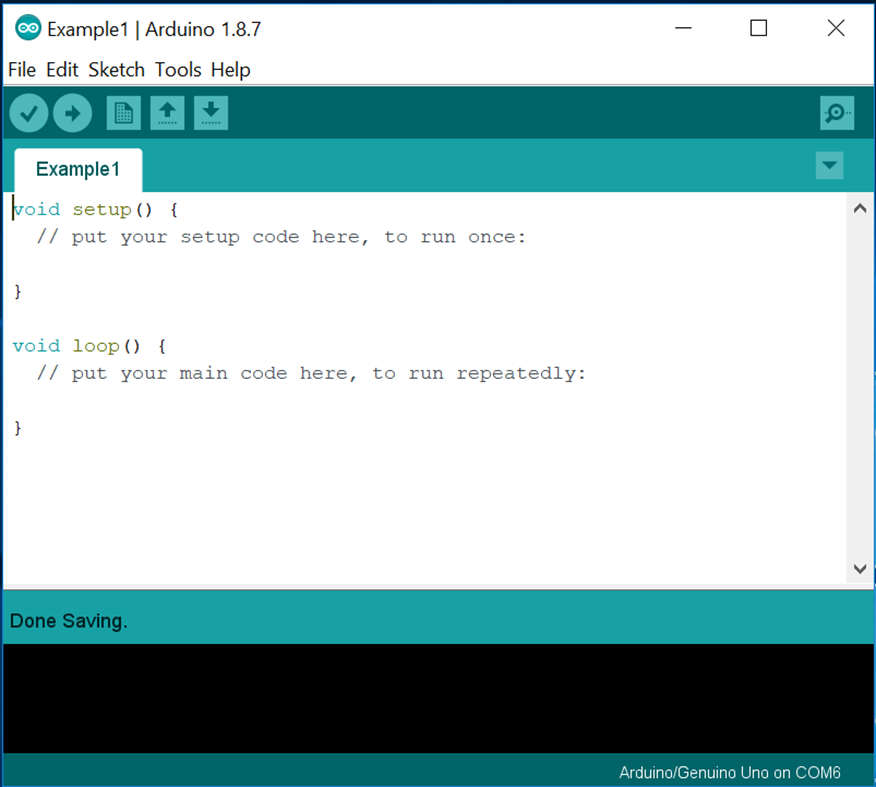 Example1 | Arduino 1.8.7
File Edit Sketch Tools Help
Example1
void setup() {
  // put your setup code here, to run once:
}
void loop() {
  // put your main code here, to run repeatedly:
}
Done Saving.
Arduino/Genuino Uno on COM6